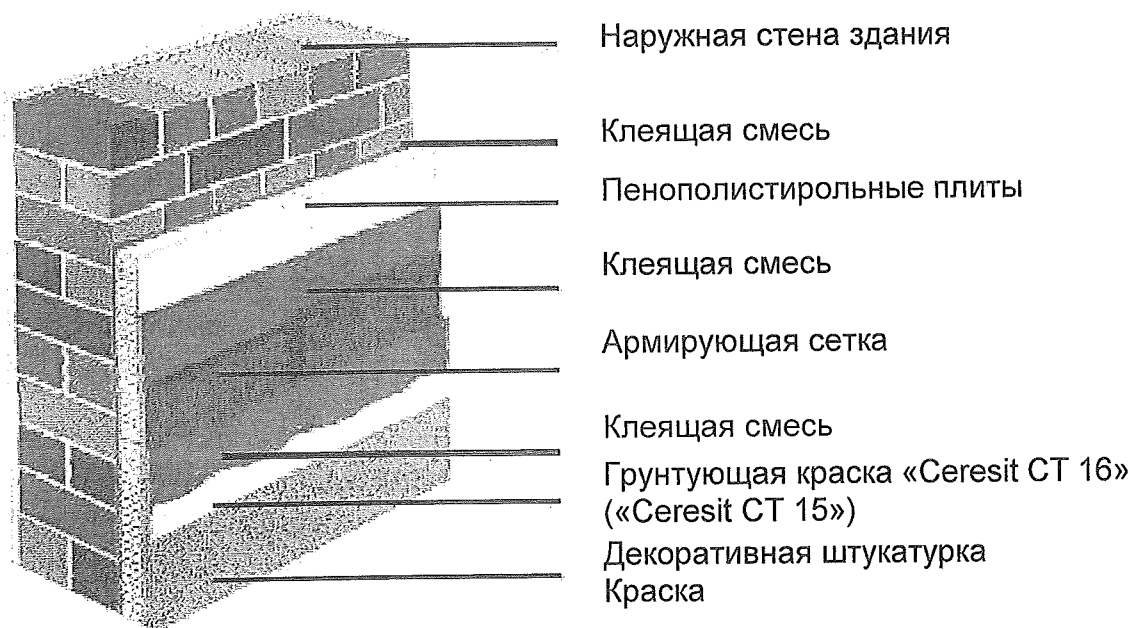 Наружная стена здания
Клеящая смесь
Пенополистирольные плиты
Клеящая смесь
Армирующая сетка
Клеящая смесь
Грунтующая краска «Ceresit CT 16»
(«Ceresit CT 15»)
Декоративная штукатурка
Краска